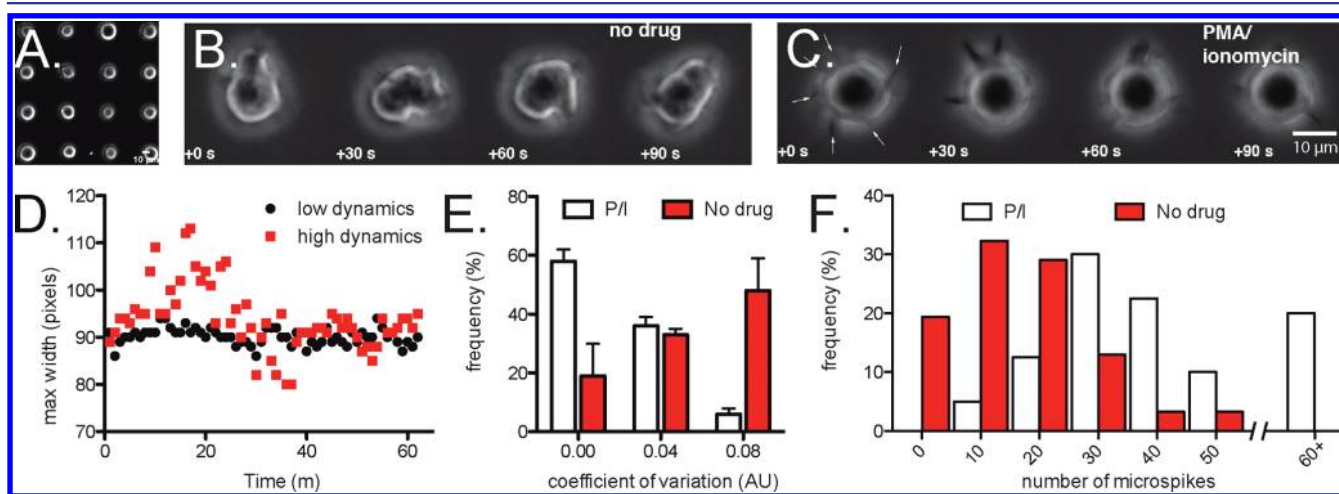 A.
10 μm
B.
no drug
+0 s
+30 s
+60 s
+90 s
C.
PMA/
ionomycin
+0 s
+30 s
+60 s
+90 s
10 μm
D.
120
110
100
90
80
70
max width (pixels)
0
20
40
60
Time (m)
low dynamics
high dynamics
E.
80
60
40
20
0
frequency (%)
P/I
No drug
0.00
0.04
0.08
coefficient of variation (AU)
F.
40
30
20
10
0
frequency (%)
P/I
No drug
0
10
20
30
40
50
60+
number of microspikes